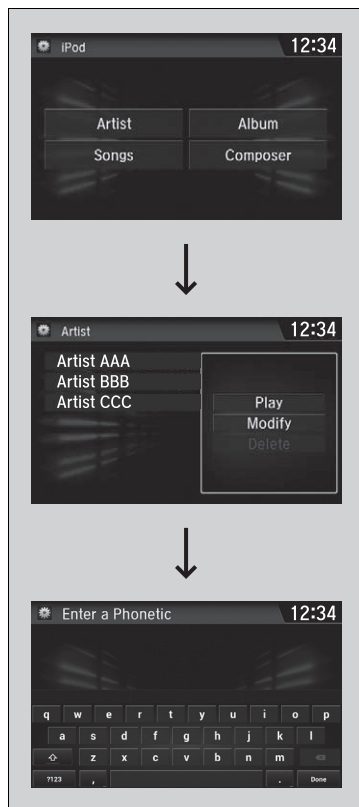 iPod 12:34
Artist Album
Songs Composer
Artist 12:34
Artist AAA
Artist BBB
Artist CCC
Play
Modify
Delete
Enter a Phonetic 12:34
q w e r t y u i o p
a s d f g h j k l
z x c v b n m
?123 , . Done